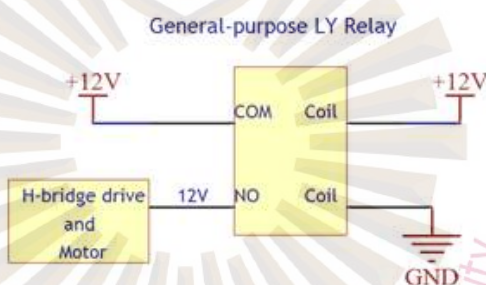 General-purpose LY Relay
+12V
+12V
COM Coil
H-bridge drive
and
Motor
12V
NO Coil
GND